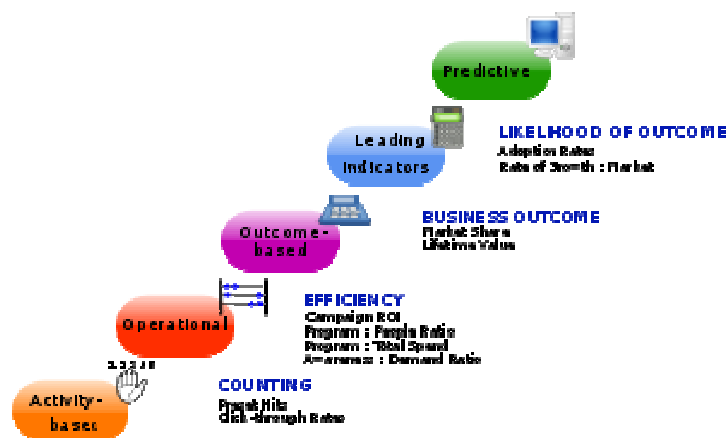 Predictive
Leading
Indicators
LIKELIHOOD OF OUTCOME
Adoption Rates
Rate of Growth : Market
Outcome-
based
BUSINESS OUTCOME
Market Share
Lifetime Value
Operational
EFFICIENCY
Campaign ROI
Program : People Ratio
Program : Total Spend
Awareness : Demand Ratio
Activity-
based
COUNTING
Click-through Rates